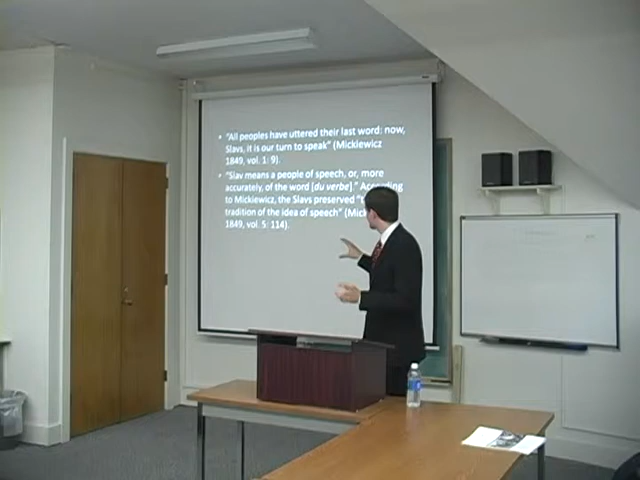 • "All peoples have uttered their last word: now,
Slavs, it is our turn to speak" (Mickiewicz
1849, vol. 1: 9).
• "Slav means a people of speech, or, more
accurately, of the word [du verbe]."
to Mickiewicz, the Slavs preserved
tradition of the idea of speech"
1849, vol. 5: 114).